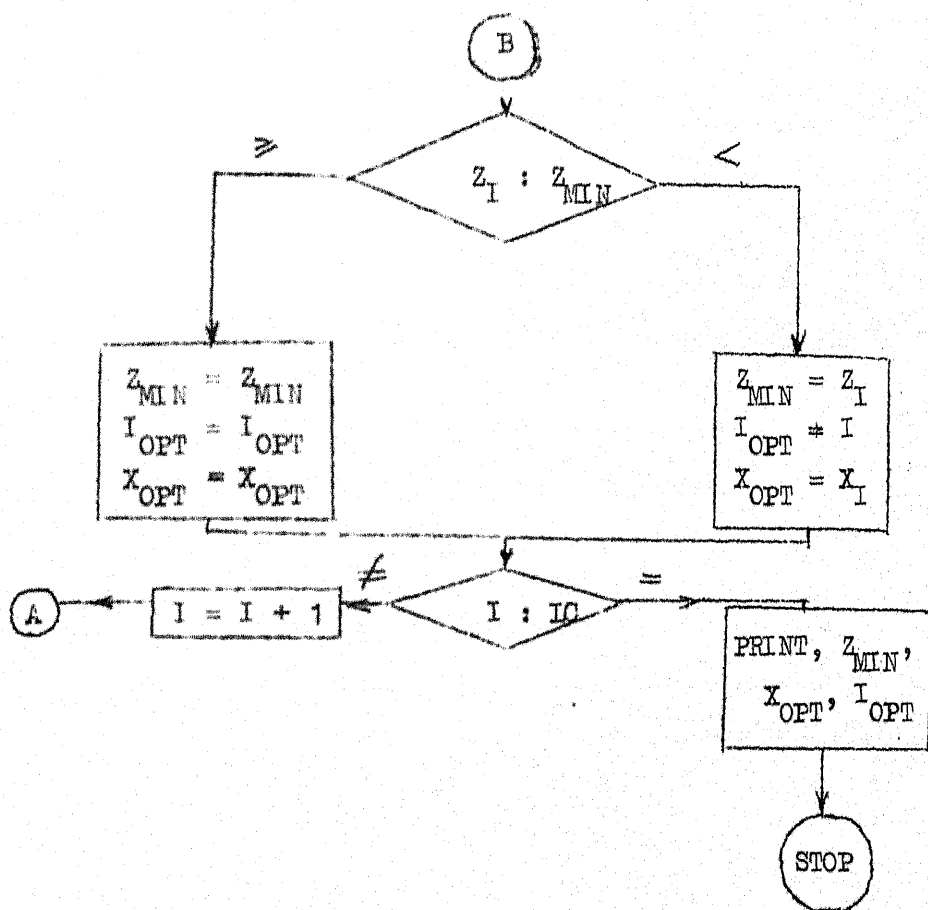 B
≥
<
Z_I : Z_MIN
Z_MIN = Z_MIN
I_OPT = I_OPT
X_OPT = X_OPT
Z_MIN = Z_I
I_OPT = I
X_OPT = X_I
≠
=
A
I = I + 1
I : IC
PRINT, Z_MIN,
X_OPT, I_OPT
STOP